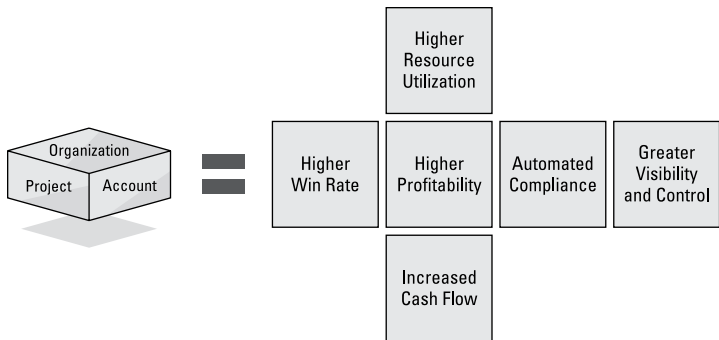 Higher
Resource
Utilization
Organization
Project
Account
Higher
Win Rate
Higher
Profitability
Automated
Compliance
Greater
Visibility
and Control
Increased
Cash Flow